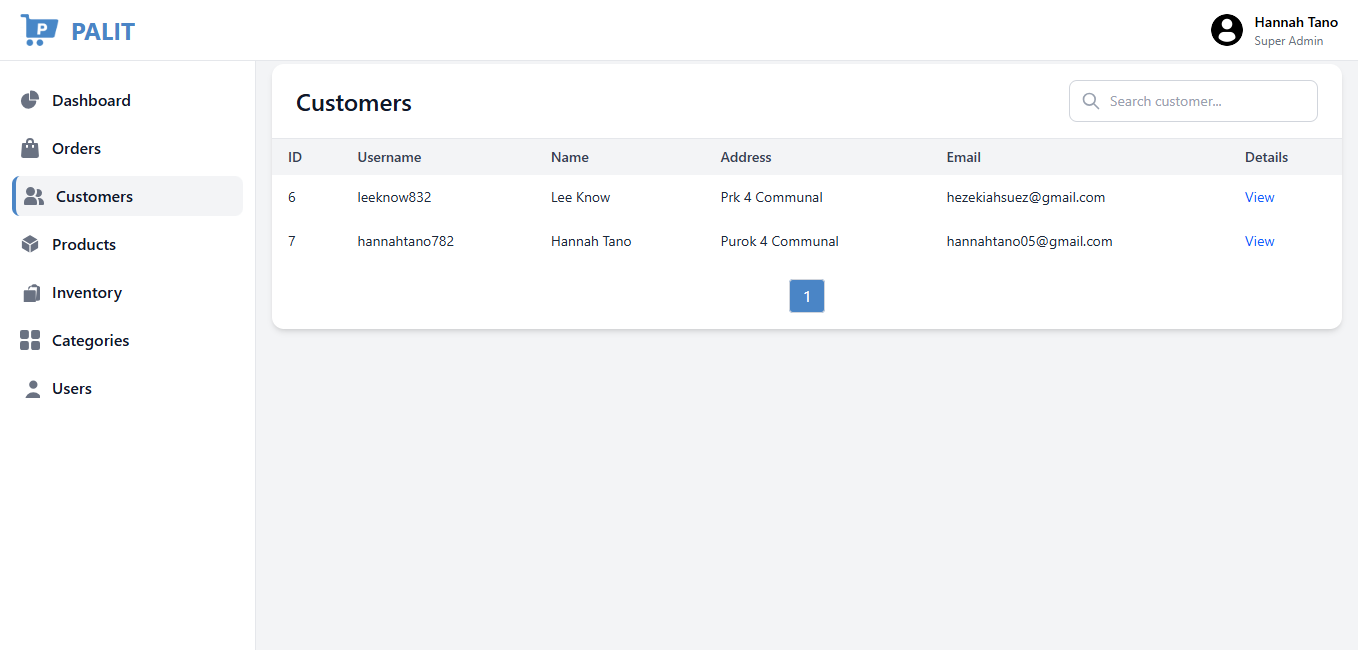 P PALIT
Hannah Tano
Super Admin
Dashboard
Orders
Customers
Products
Inventory
Categories
Users
Customers
Search customer...
ID Username Name Address Email Details
6 leeknow832 Lee Know Prk 4 Communal hezekiahsuez@gmail.com View
7 hannahtano782 Hannah Tano Purok 4 Communal hannahtano05@gmail.com View
1